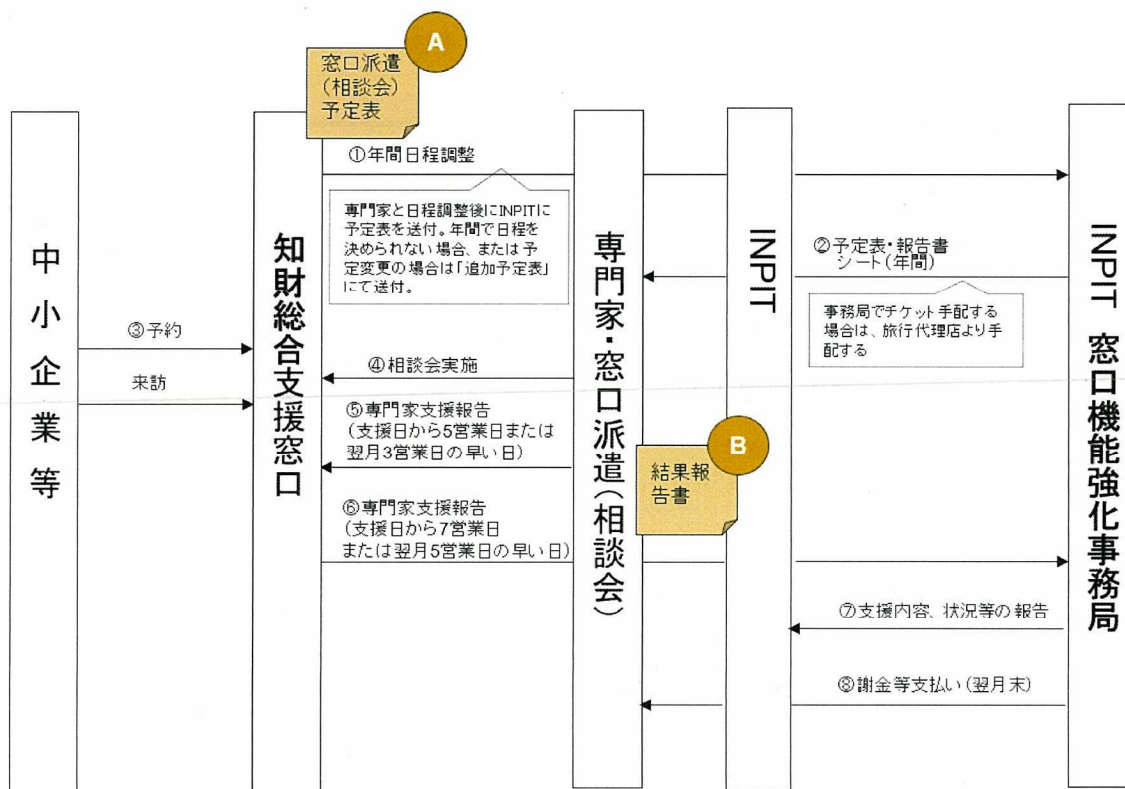 A
窓口派遣
(相談会)
予定表
中小企業等
知財総合支援窓口
専門家・窓口派遣(相談会)
INPIT
INPIT 窓口機能強化事務局
①年間日程調整
専門家と日程調整後にINPITに
予定表を送付。年間で日程を
決められない場合、または予
定変更の場合は「追加予定表」
にて送付。
②予定表・報告書
シート(年間)
事務局でチケット手配する
場合は、旅行代理店より手
配する
③予約
来訪
④相談会実施
⑤専門家支援報告
(支援日から5営業日または
翌月3営業日の早い日)
B
結果報
告書
⑥専門家支援報告
(支援日から7営業日
または翌月5営業日の早い日)
⑦支援内容、状況等の報告
⑧謝金等支払い(翌月末)